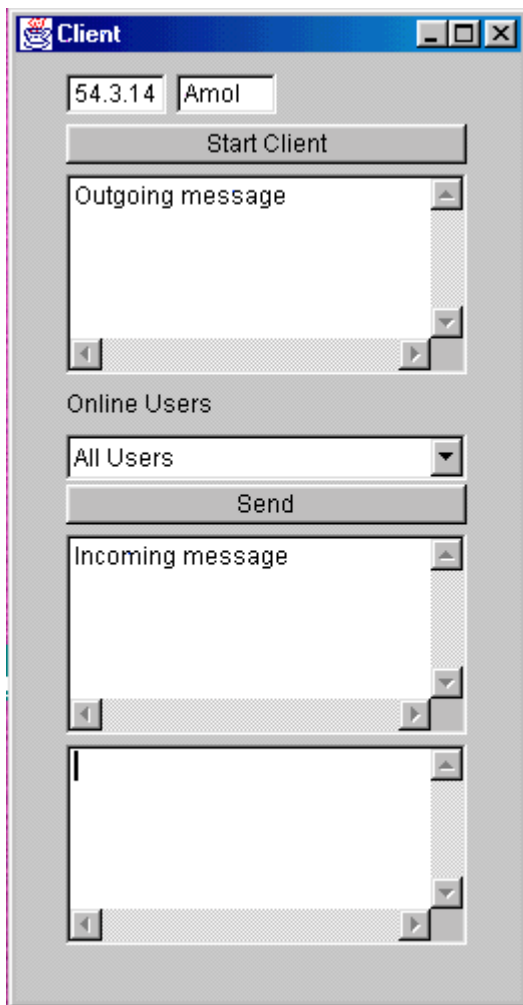 Client
54.3.14 Amol
Start Client
Outgoing message
Online Users
All Users
Send
Incoming message